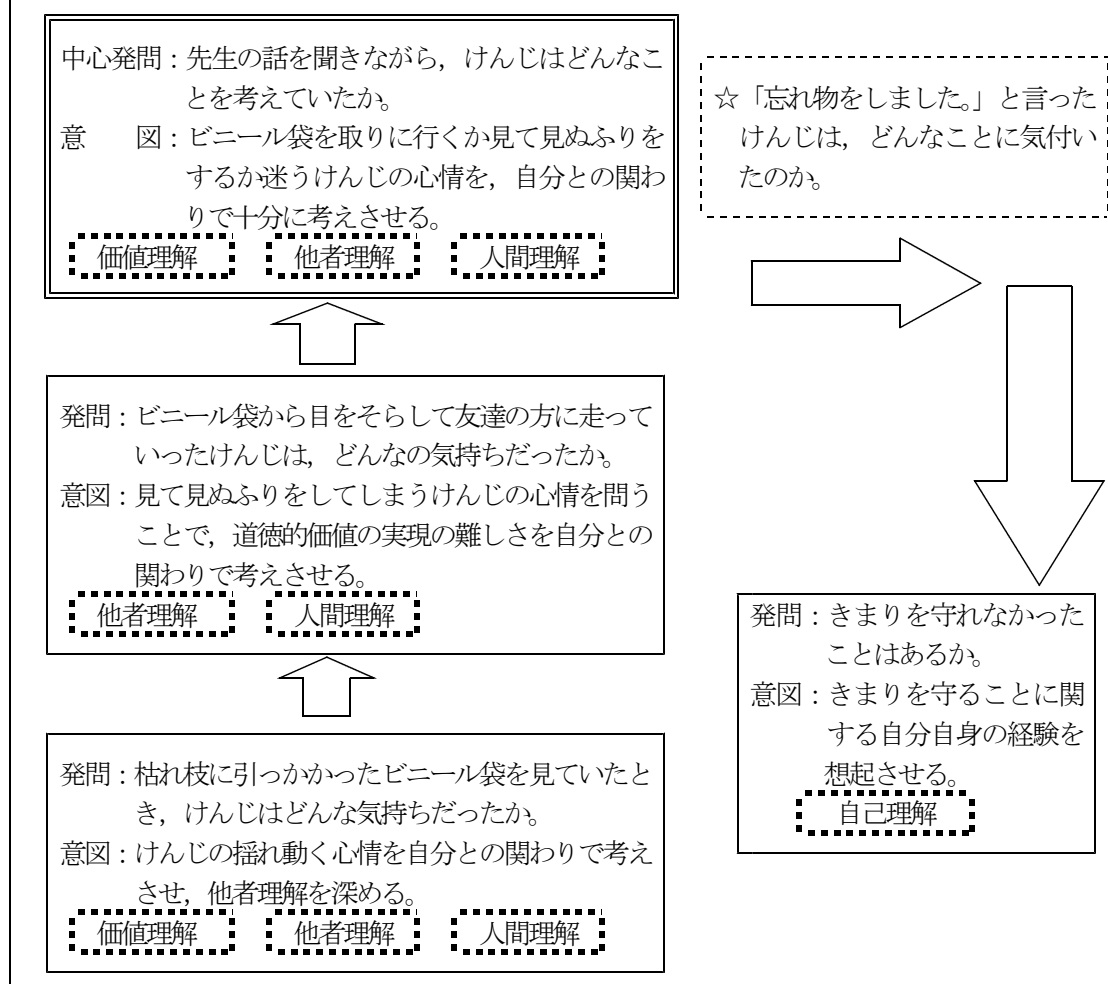 中心発問：先生の話を聞きながら，けんじはどんなこ
とを考えていたか。
意　　図：ビニール袋を取りに行くか見て見ぬふりを
するか迷うけんじの心情を，自分との関わ
りで十分に考えさせる。
価値理解　他者理解　人間理解
☆「忘れ物をしました。」と言った
けんじは，どんなことに気付い
たのか。
発問：ビニール袋から目をそらして友達の方に走って
いったけんじは，どんなの気持ちだったか。
意図：見て見ぬふりをしてしまうけんじの心情を問う
ことで，道徳的価値の実現の難しさを自分との
関わりで考えさせる。
他者理解　人間理解
発問：枯れ枝に引っかかったビニール袋を見ていたと
き，けんじはどんな気持ちだったか。
意図：けんじの揺れ動く心情を自分との関わりで考え
させ，他者理解を深める。
価値理解　他者理解　人間理解
発問：きまりを守れなかった
ことはあるか。
意図：きまりを守ることに関
する自分自身の経験を
想起させる。
自己理解